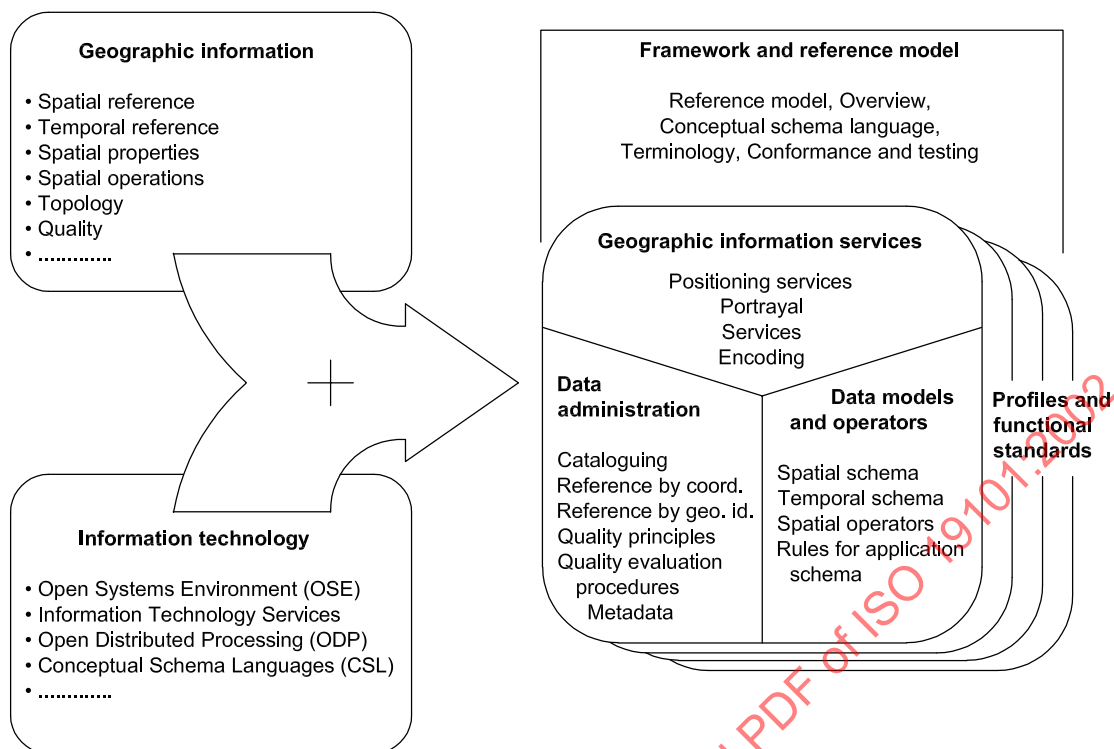 Geographic information
• Spatial reference
• Temporal reference
• Spatial properties
• Spatial operations
• Topology
• Quality
• .............
Information technology
• Open Systems Environment (OSE)
• Information Technology Services
• Open Distributed Processing (ODP)
• Conceptual Schema Languages (CSL)
• .............
Framework and reference model
Reference model, Overview,
Conceptual schema language,
Terminology, Conformance and testing
Geographic information services
Positioning services
Portrayal
Services
Encoding
Data
administration
Cataloguing
Reference by coord.
Reference by geo. id.
Quality principles
Quality evaluation
procedures
Metadata
Data models
and operators
Spatial schema
Temporal schema
Spatial operators
Rules for application
schema
Profiles and
functional
standards
PDF of ISO 19101:2002